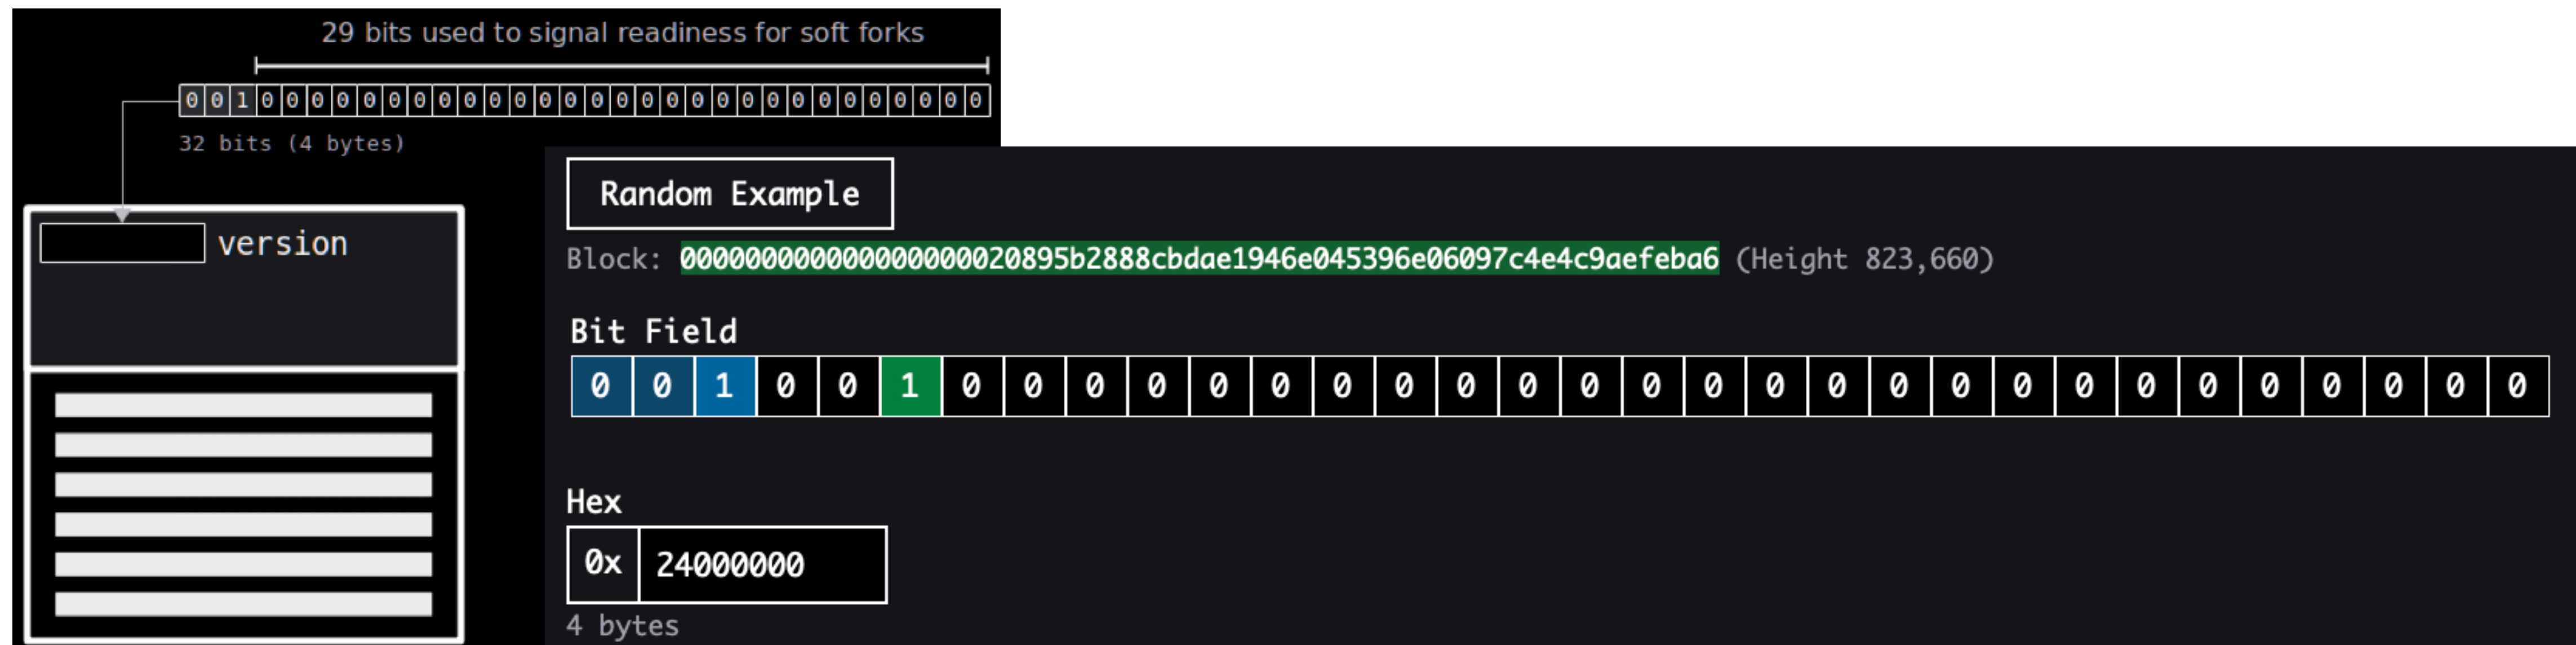 29 bits used to signal readiness for soft forks
0 0 1 0 0 0 0 0 0 0 0 0 0 0 0 0 0 0 0 0 0 0 0 0 0 0 0 0 0 0 0 0
32 bits (4 bytes)
version
Random Example
Block: 000000000000000000020895b2888cbdae1946e045396e06097c4e4c9aefeba6 (Height 823,660)
Bit Field
0 0 1 0 0 1 0 0 0 0 0 0 0 0 0 0 0 0 0 0 0 0 0 0 0 0 0 0 0 0 0 0
Hex
0x 24000000
4 bytes